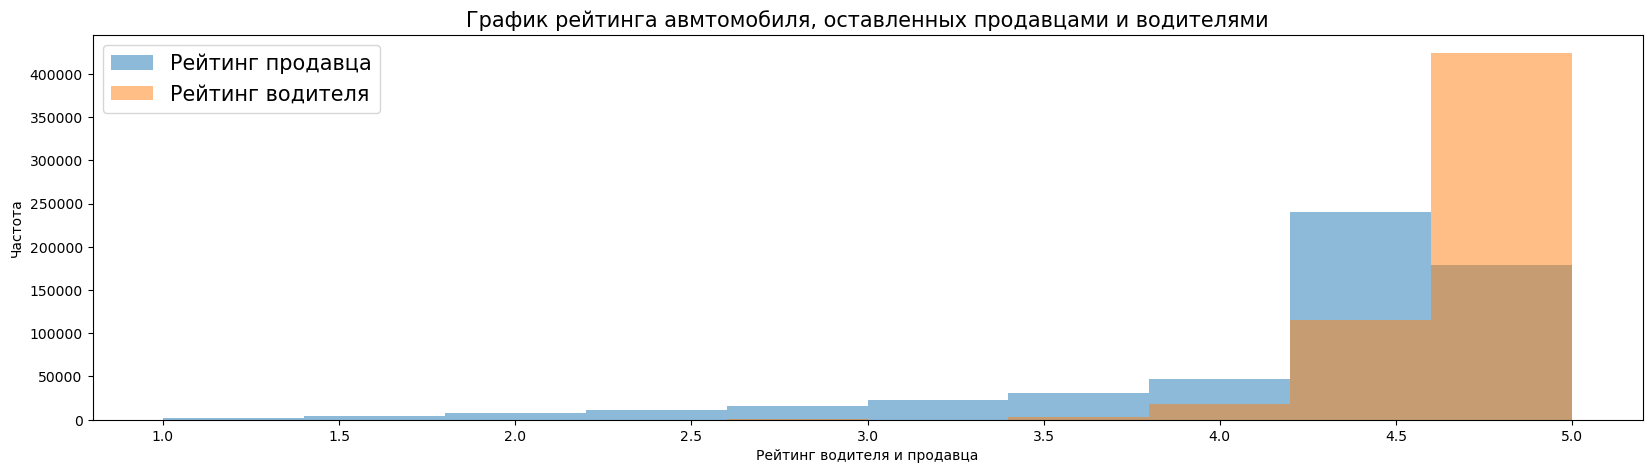 График рейтинга авмтомобиля, оставленных продавцами и водителями
Рейтинг продавца
Рейтинг водителя
Частота
400000
350000
300000
250000
200000
150000
100000
50000
0
1.0 1.5 2.0 2.5 3.0 3.5 4.0 4.5 5.0
Рейтинг водителя и продавца